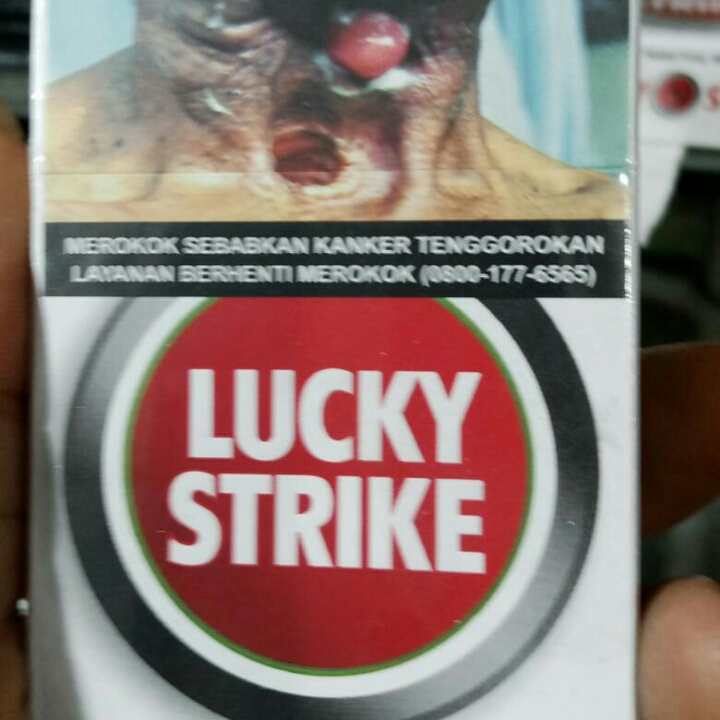 MEROKOK SEBABKAN KANKER TENGGOROKAN
LAYANAN BERHENTI MEROKOK (0800-177-6565)
LUCKY
STRIKE